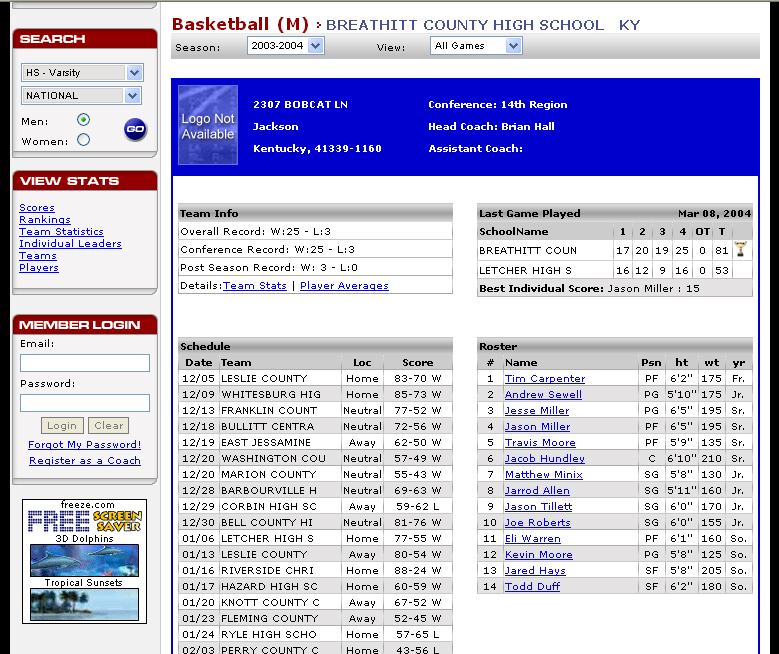 Basketball (M) > BREATHITT COUNTY HIGH SCHOOL KY
Season: 2003-2004 View: All Games
SEARCH
HS - Varsity
NATIONAL
Men:
Women:
GO
VIEW STATS
Scores
Rankings
Team Statistics
Individual Leaders
Teams
Players
MEMBER LOGIN
Email:
Password:
Login Clear
Forgot My Password!
Register as a Coach
freeze.com
FREE SCREEN SAVER
3D Dolphins
Tropical Sunsets
Logo Not Available
2307 BOBCAT LN Conference: 14th Region
Jackson Head Coach: Brian Hall
Kentucky, 41339-1160 Assistant Coach:
Team Info
Overall Record: W:25 - L:3
Conference Record: W:25 - L:3
Post Season Record: W: 3 - L:0
Details:Team Stats | Player Averages
Last Game Played Mar 08, 2004
SchoolName 1 2 3 4 OT T
BREATHITT COUN 17 20 19 25 0 81
LETCHER HIGH S 16 12 9 16 0 53
Best Individual Score: Jason Miller : 15
Schedule
Date Team Loc Score
12/05 LESLIE COUNTY Home 83-70 W
12/09 WHITESBURG HIG Home 85-73 W
12/13 FRANKLIN COUNT Neutral 77-52 W
12/18 BULLITT CENTRA Neutral 72-56 W
12/19 EAST JESSAMINE Away 62-50 W
12/20 WASHINGTON COU Neutral 57-49 W
12/20 MARION COUNTY Neutral 55-43 W
12/28 BARBOURVILLE H Neutral 69-63 W
12/29 CORBIN HIGH SC Away 59-62 L
12/30 BELL COUNTY HI Neutral 81-76 W
01/06 LETCHER HIGH S Home 77-55 W
01/13 LESLIE COUNTY Away 80-54 W
01/16 RIVERSIDE CHRI Home 88-24 W
01/17 HAZARD HIGH SC Home 60-59 W
01/20 KNOTT COUNTY C Away 67-52 W
01/23 FLEMING COUNTY Away 52-45 W
01/24 RYLE HIGH SCHO Home 57-65 L
02/03 PERRY COUNTY C Home 43-56 L
Roster
# Name Psn ht wt yr
1 Tim Carpenter PF 6'2" 175 Fr.
2 Andrew Sewell PG 5'10" 175 Jr.
3 Jesse Miller PG 6'5" 195 Sr.
4 Jason Miller PF 6'5" 195 Sr.
5 Travis Moore PF 5'9" 135 Sr.
6 Jacob Hundley C 6'10" 210 Sr.
7 Matthew Minix SG 5'8" 130 Jr.
8 Jarrod Allen SG 5'11" 160 Jr.
9 Jason Tillett SG 6'0" 170 Jr.
10 Joe Roberts SG 6'0" 155 Jr.
11 Eli Warren PF 6'1" 160 So.
12 Kevin Moore PG 5'8" 125 So.
13 Jared Hays SF 5'8" 205 So.
14 Todd Duff SF 6'2" 180 So.